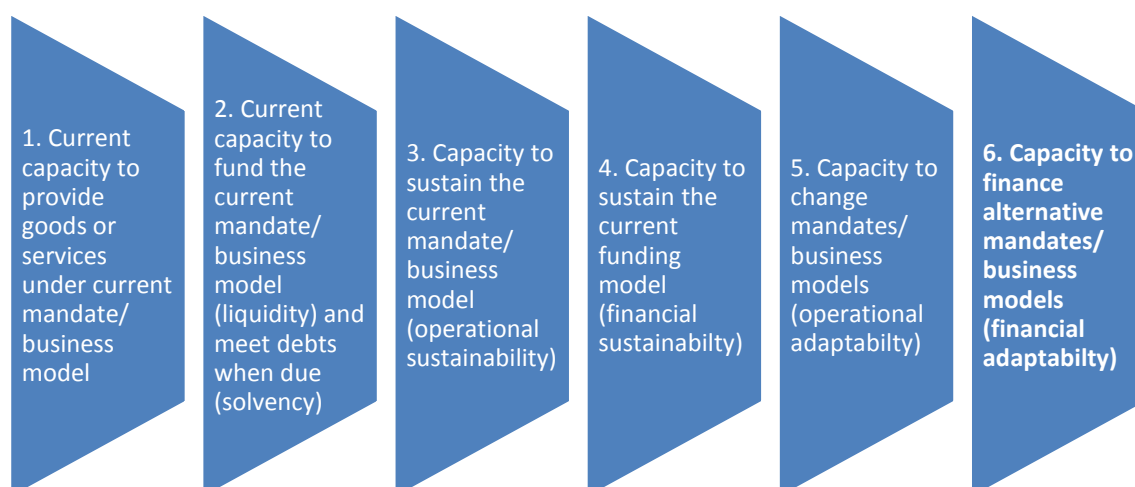 1. Current
capacity to
provide
goods or
services
under current
mandate/
business
model
2. Current
capacity to
fund the
current
mandate/
business
model
(liquidity) and
meet debts
when due
(solvency)
3. Capacity to
sustain the
current
mandate/
business
model
(operational
sustainability)
4. Capacity to
sustain the
current
funding
model
(financial
sustainabilty)
5. Capacity to
change
mandates/
business
models
(operational
adaptabilty)
6. Capacity to
finance
alternative
mandates/
business
models
(financial
adaptabilty)